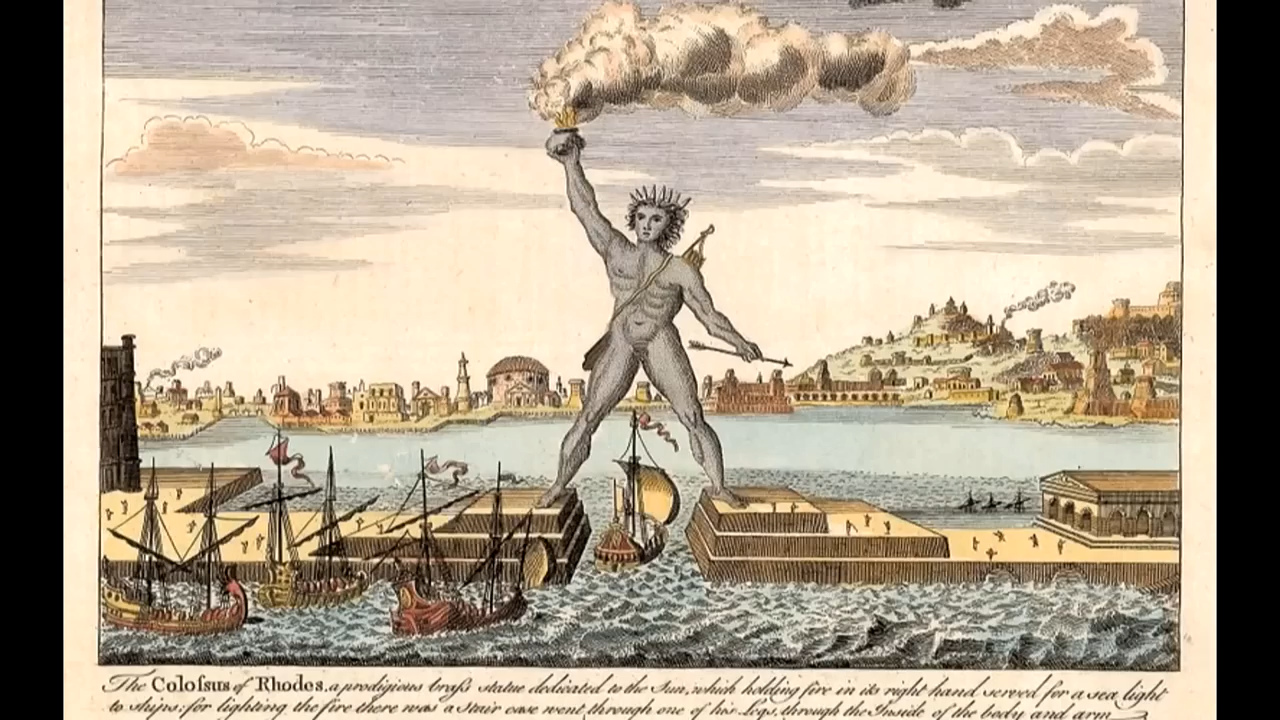 The Coloſsus of Rhodes, a prodigious braſs statue dedicated to the Sun, which holding fire in its right hand served for a sea light
to ships: for lighting the fire there was a Stair case went through one of his Legs, through the Inside of the body and arm